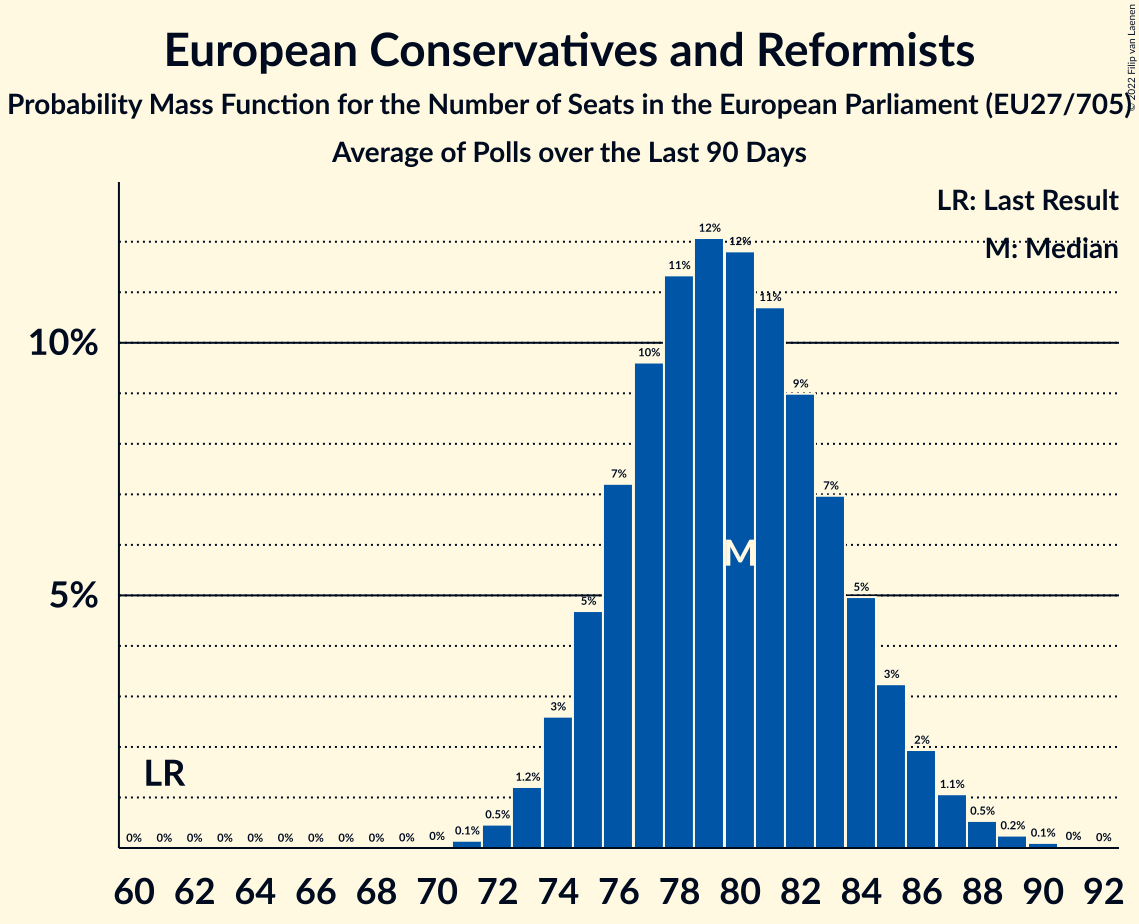 European Conservatives and Reformists
Probability Mass Function for the Number of Seats in the European Parliament (EU27/705)
Average of Polls over the Last 90 Days
© 2022 Filip van Laenen
LR: Last Result
M: Median
10%
5%
LR
M
0% 0% 0% 0% 0% 0% 0% 0% 0% 0% 0% 0.1% 0.5% 1.2% 3% 5% 7% 10% 11% 12% 12% 11% 9% 7% 5% 3% 2% 1.1% 0.5% 0.2% 0.1% 0% 0%
60 62 64 66 68 70 72 74 76 78 80 82 84 86 88 90 92